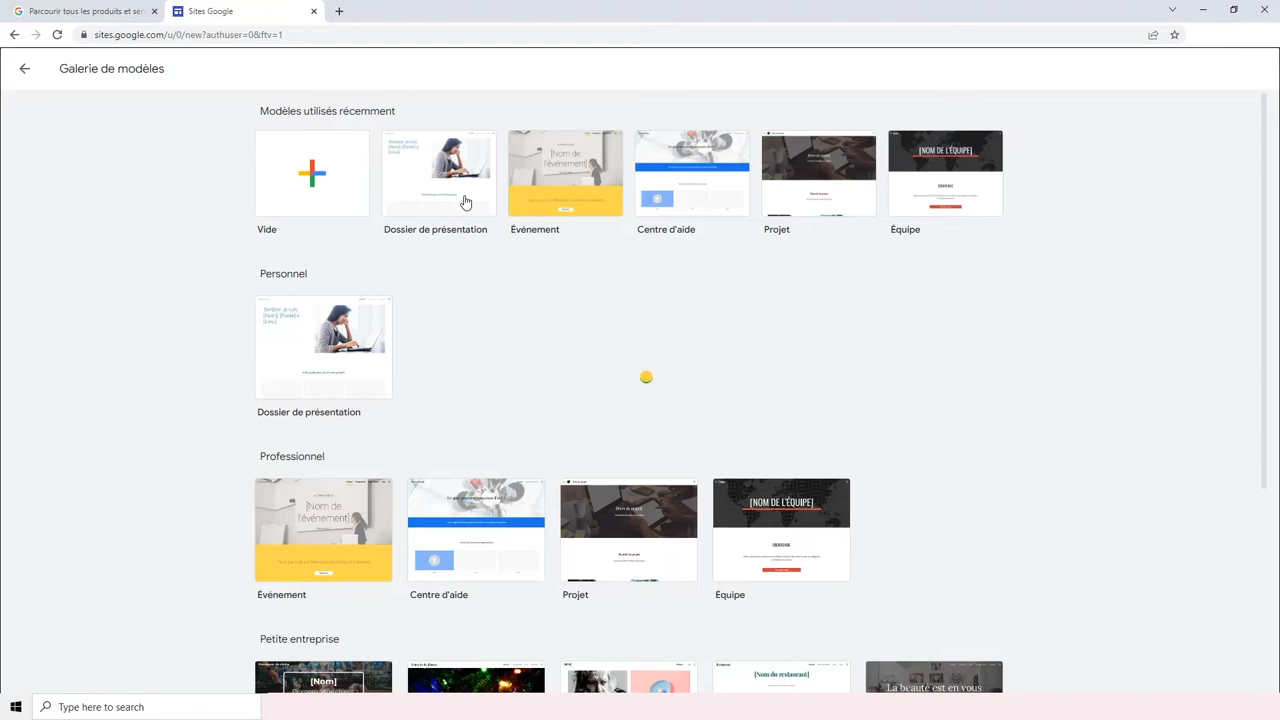 Parcourir tous les produits et ser
Sites Google
sites.google.com/u/0/new?authuser=0&ftv=1
Galerie de modèles
Modèles utilisés récemment
[Nom de l'événement]
[NOM DE L'ÉQUIPE]
Vide
Dossier de présentation
Événement
Centre d'aide
Projet
Équipe
Personnel
Bonjour, je suis [Nom], [Poste] à [Lieu]
Dossier de présentation
Professionnel
[Nom de l'événement]
[NOM DE L'ÉQUIPE]
Événement
Centre d'aide
Projet
Équipe
Petite entreprise
[Nom]
Nom du restaurant]
La beauté est en vous
Type here to search